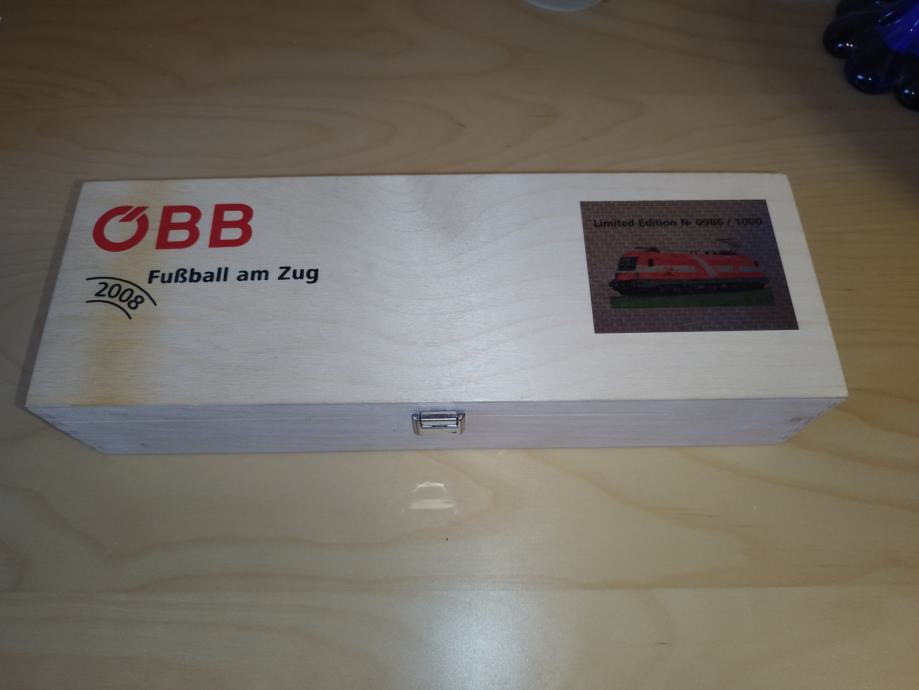 ÖBB
Fußball am Zug
2008
Limited Edition № 0986 / 1000